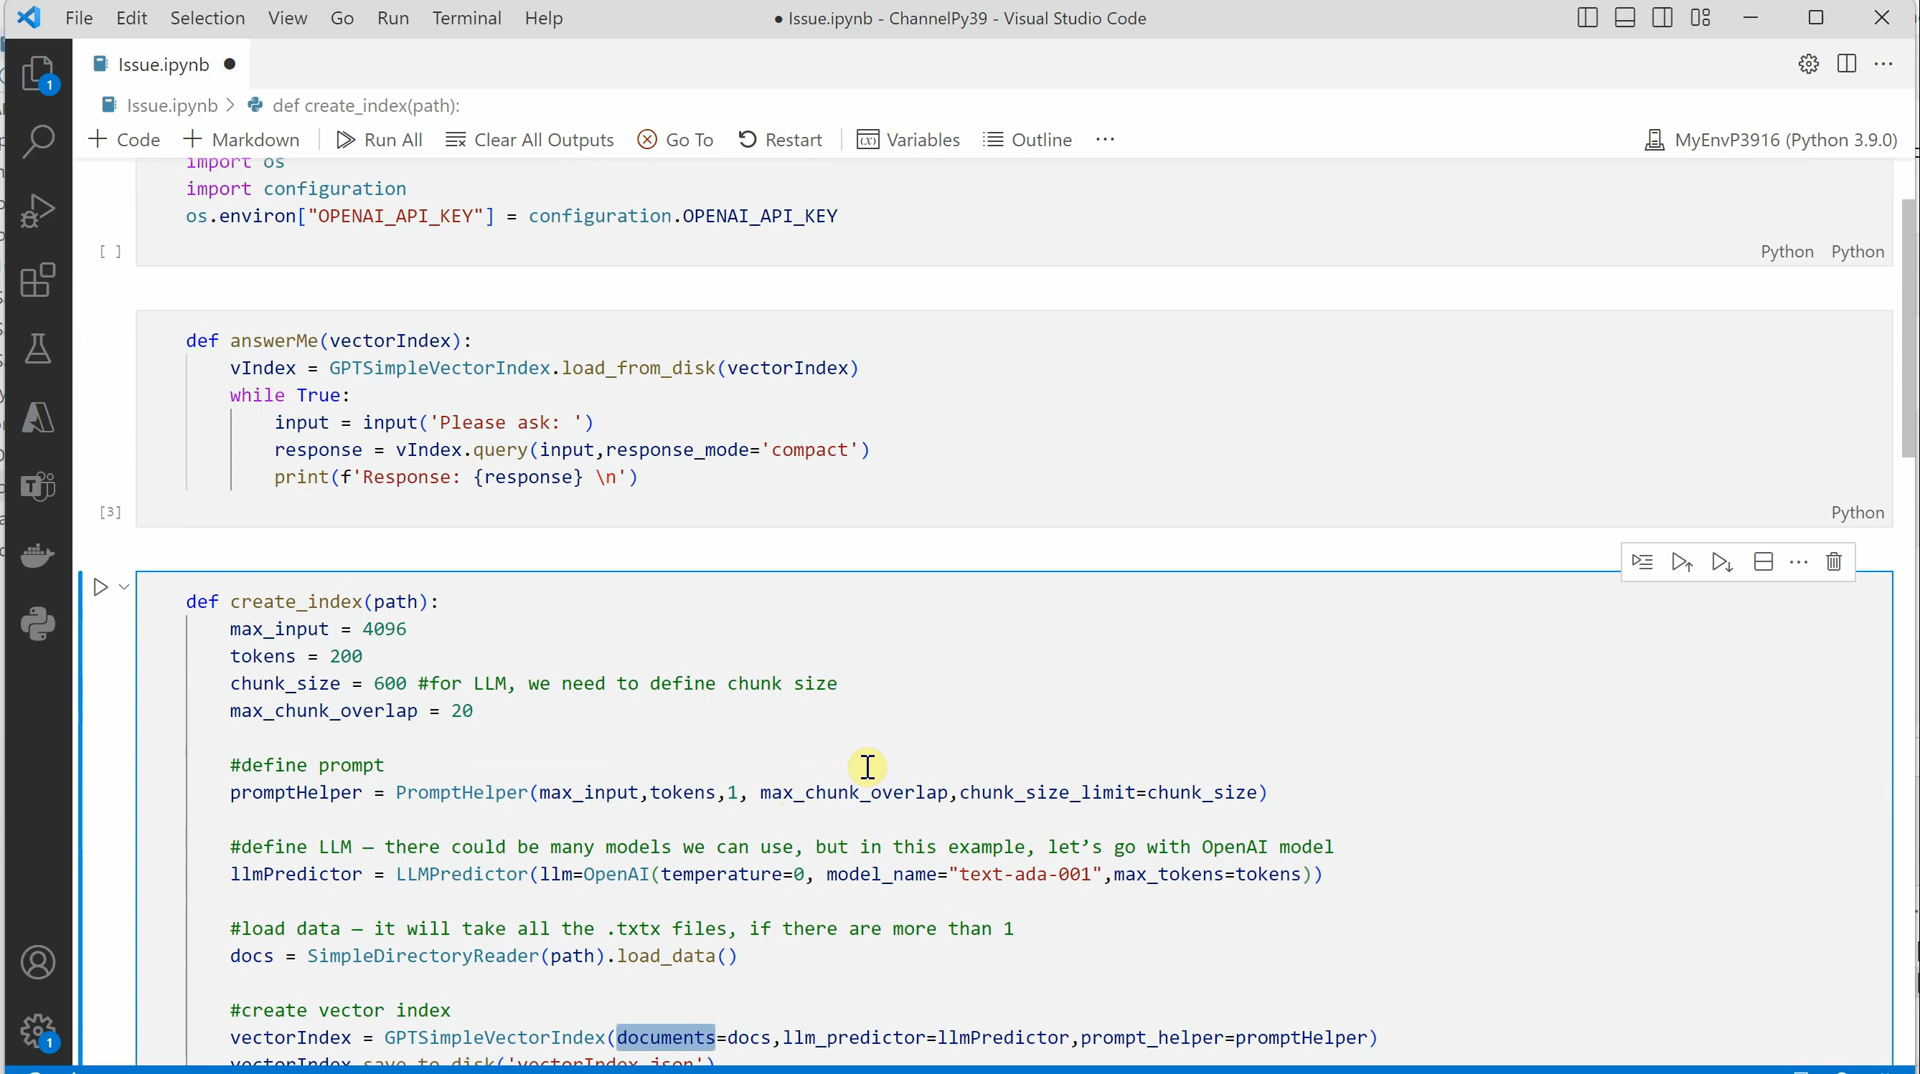 File Edit Selection View Go Run Terminal Help
● Issue.ipynb - ChannelPy39 - Visual Studio Code
Issue.ipynb ●
Issue.ipynb > def create_index(path):
+ Code + Markdown Run All Clear All Outputs Go To Restart Variables Outline ···
MyEnvP3916 (Python 3.9.0)
import os
import configuration
os.environ["OPENAI_API_KEY"] = configuration.OPENAI_API_KEY
[ ]
Python Python
def answerMe(vectorIndex):
vIndex = GPTSimpleVectorIndex.load_from_disk(vectorIndex)
while True:
input = input('Please ask: ')
response = vIndex.query(input,response_mode='compact')
print(f'Response: {response} \n')
[3]
Python
def create_index(path):
max_input = 4096
tokens = 200
chunk_size = 600 #for LLM, we need to define chunk size
max_chunk_overlap = 20
#define prompt
promptHelper = PromptHelper(max_input,tokens,1, max_chunk_overlap,chunk_size_limit=chunk_size)
#define LLM — there could be many models we can use, but in this example, let’s go with OpenAI model
llmPredictor = LLMPredictor(llm=OpenAI(temperature=0, model_name="text-ada-001",max_tokens=tokens))
#load data — it will take all the .txtx files, if there are more than 1
docs = SimpleDirectoryReader(path).load_data()
#create vector index
vectorIndex = GPTSimpleVectorIndex(documents=docs,llm_predictor=llmPredictor,prompt_helper=promptHelper)
vectorIndex.save_to_disk('vectorIndex.json')
1
1